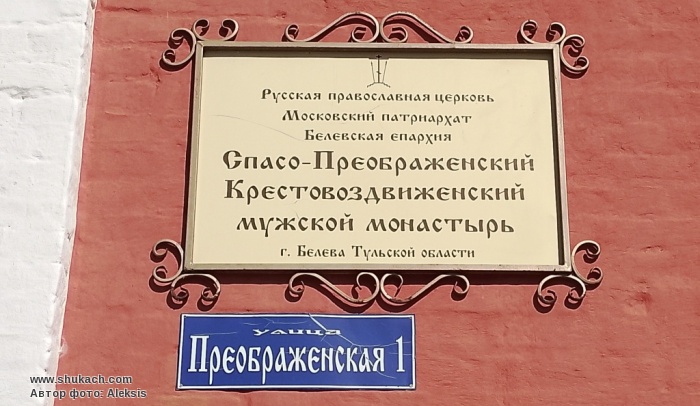 Русская православная церковь
Московский патриархат
Белевская епархия
Спасо-Преображенский
Крестовоздвиженский
мужской монастырь
г. Белева Тульской области
улица
Преображенская 1
www.shukach.com
Автор фото: Aleksis